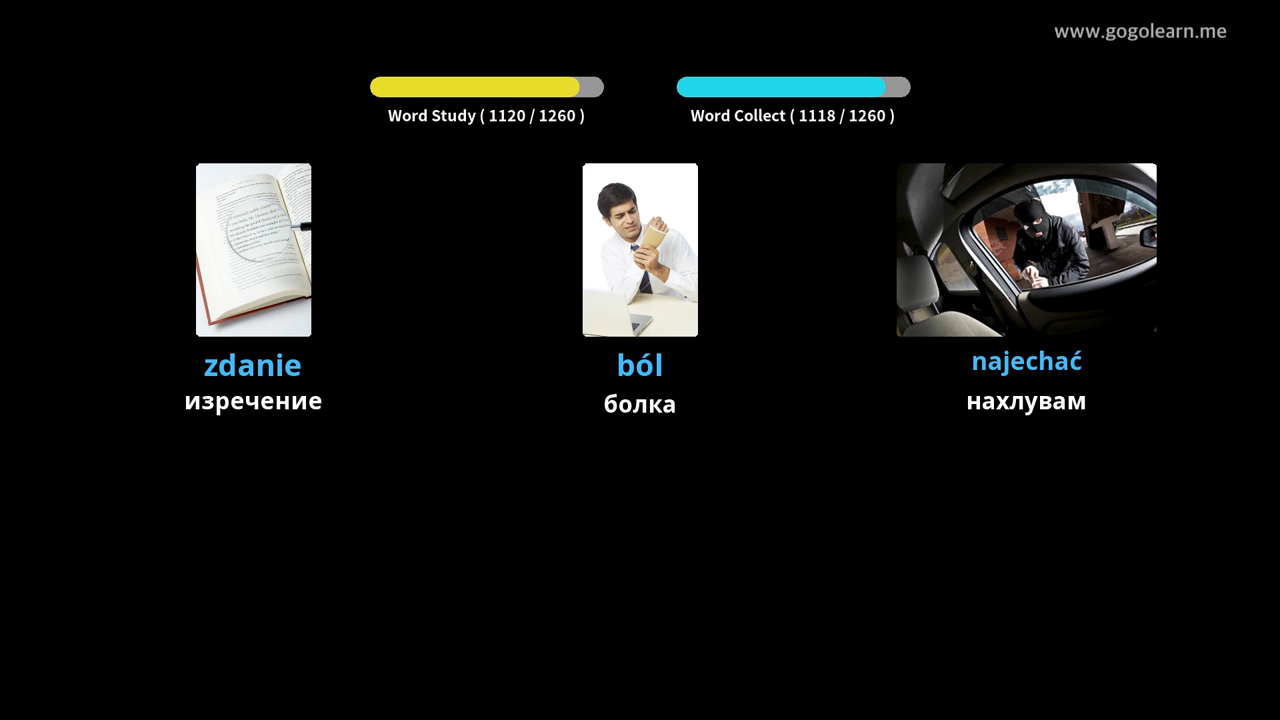 www.gogolearn.me
Word Study ( 1120 / 1260 )
Word Collect ( 1118 / 1260 )
zdanie
изречение
ból
болка
najechać
нахлувам